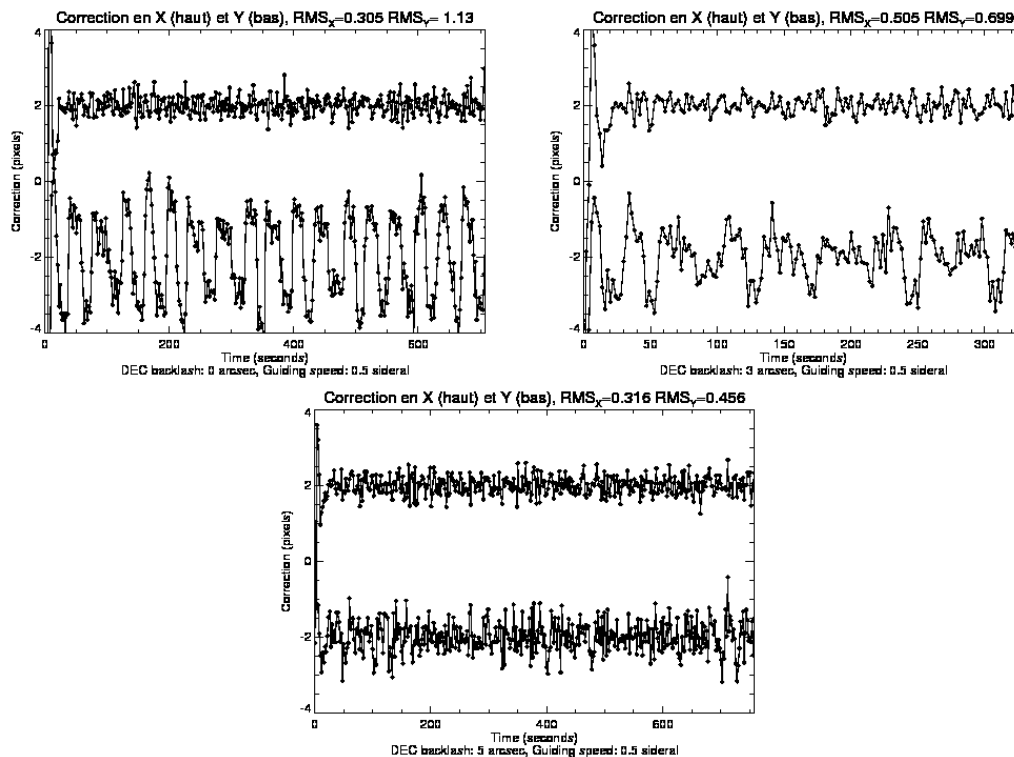 Correction en X (haut) et Y (bas), RMSX=0.305 RMSY= 1.13
4
2
0
-2
-4
Correction (pixels)
0 200 400 600
Time (seconds)
DEC backlash: 0 arcsec, Guiding speed: 0.5 sideral
Correction en X (haut) et Y (bas), RMSX=0.505 RMSY=0.699
4
2
0
-2
-4
Correction (pixels)
0 50 100 150 200 250 300
Time (seconds)
DEC backlash: 3 arcsec, Guiding speed: 0.5 sideral
Correction en X (haut) et Y (bas), RMSX=0.316 RMSY=0.456
4
2
0
-2
-4
Correction (pixels)
0 200 400 600
Time (seconds)
DEC backlash: 5 arcsec, Guiding speed: 0.5 sideral